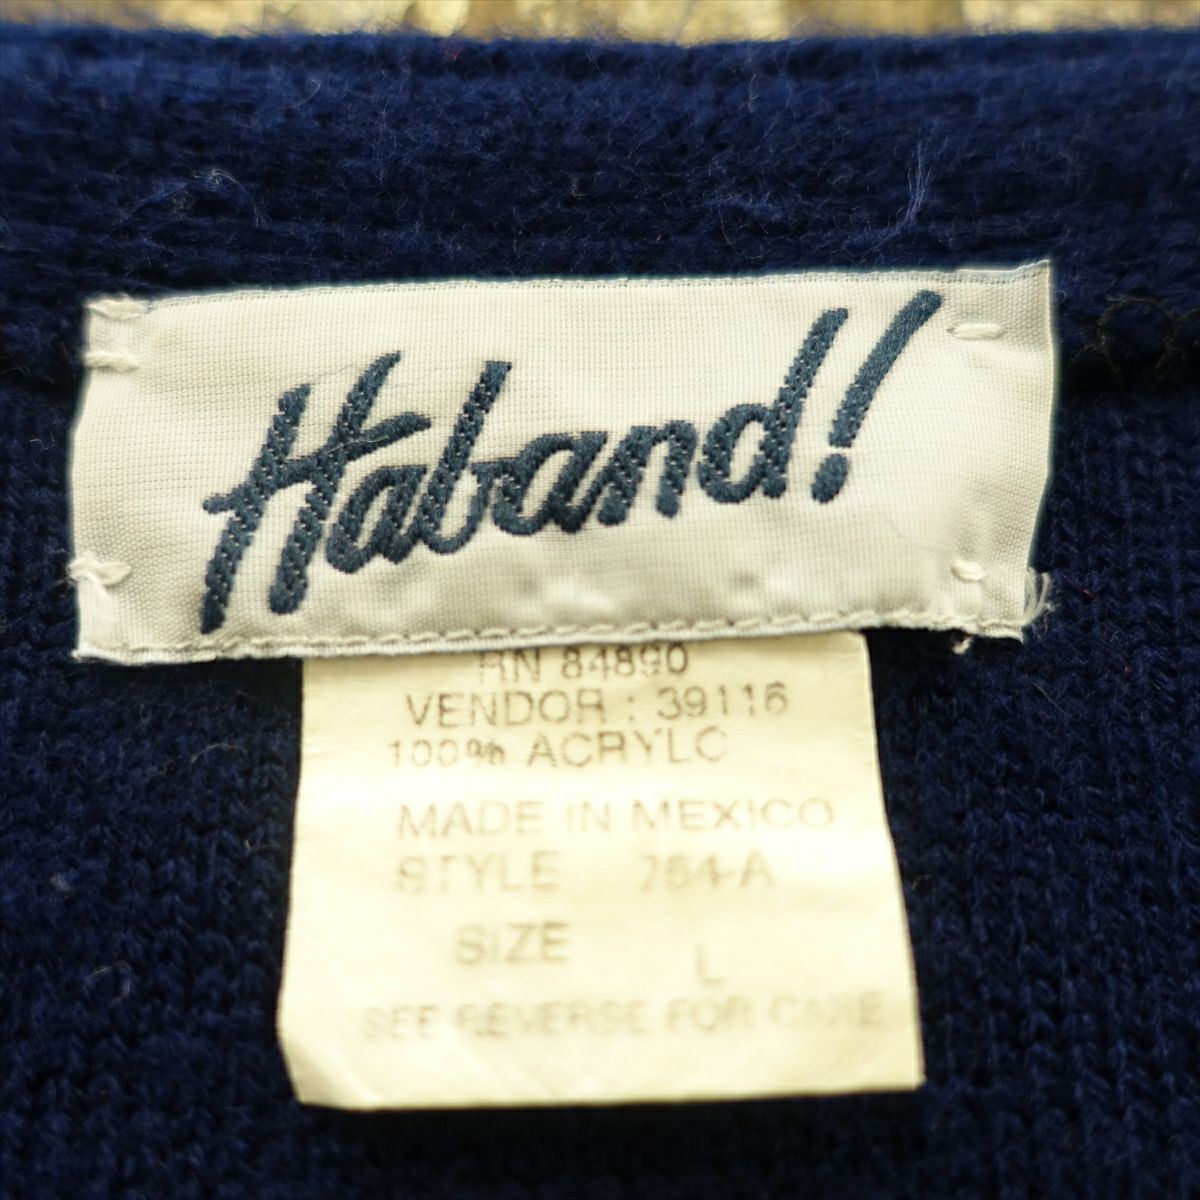 Haband!
RN 84890
VENDOR : 39116
100% ACRYLC
MADE IN MEXICO
STYLE 764-A
SIZE L
SEE REVERSE FOR CARE